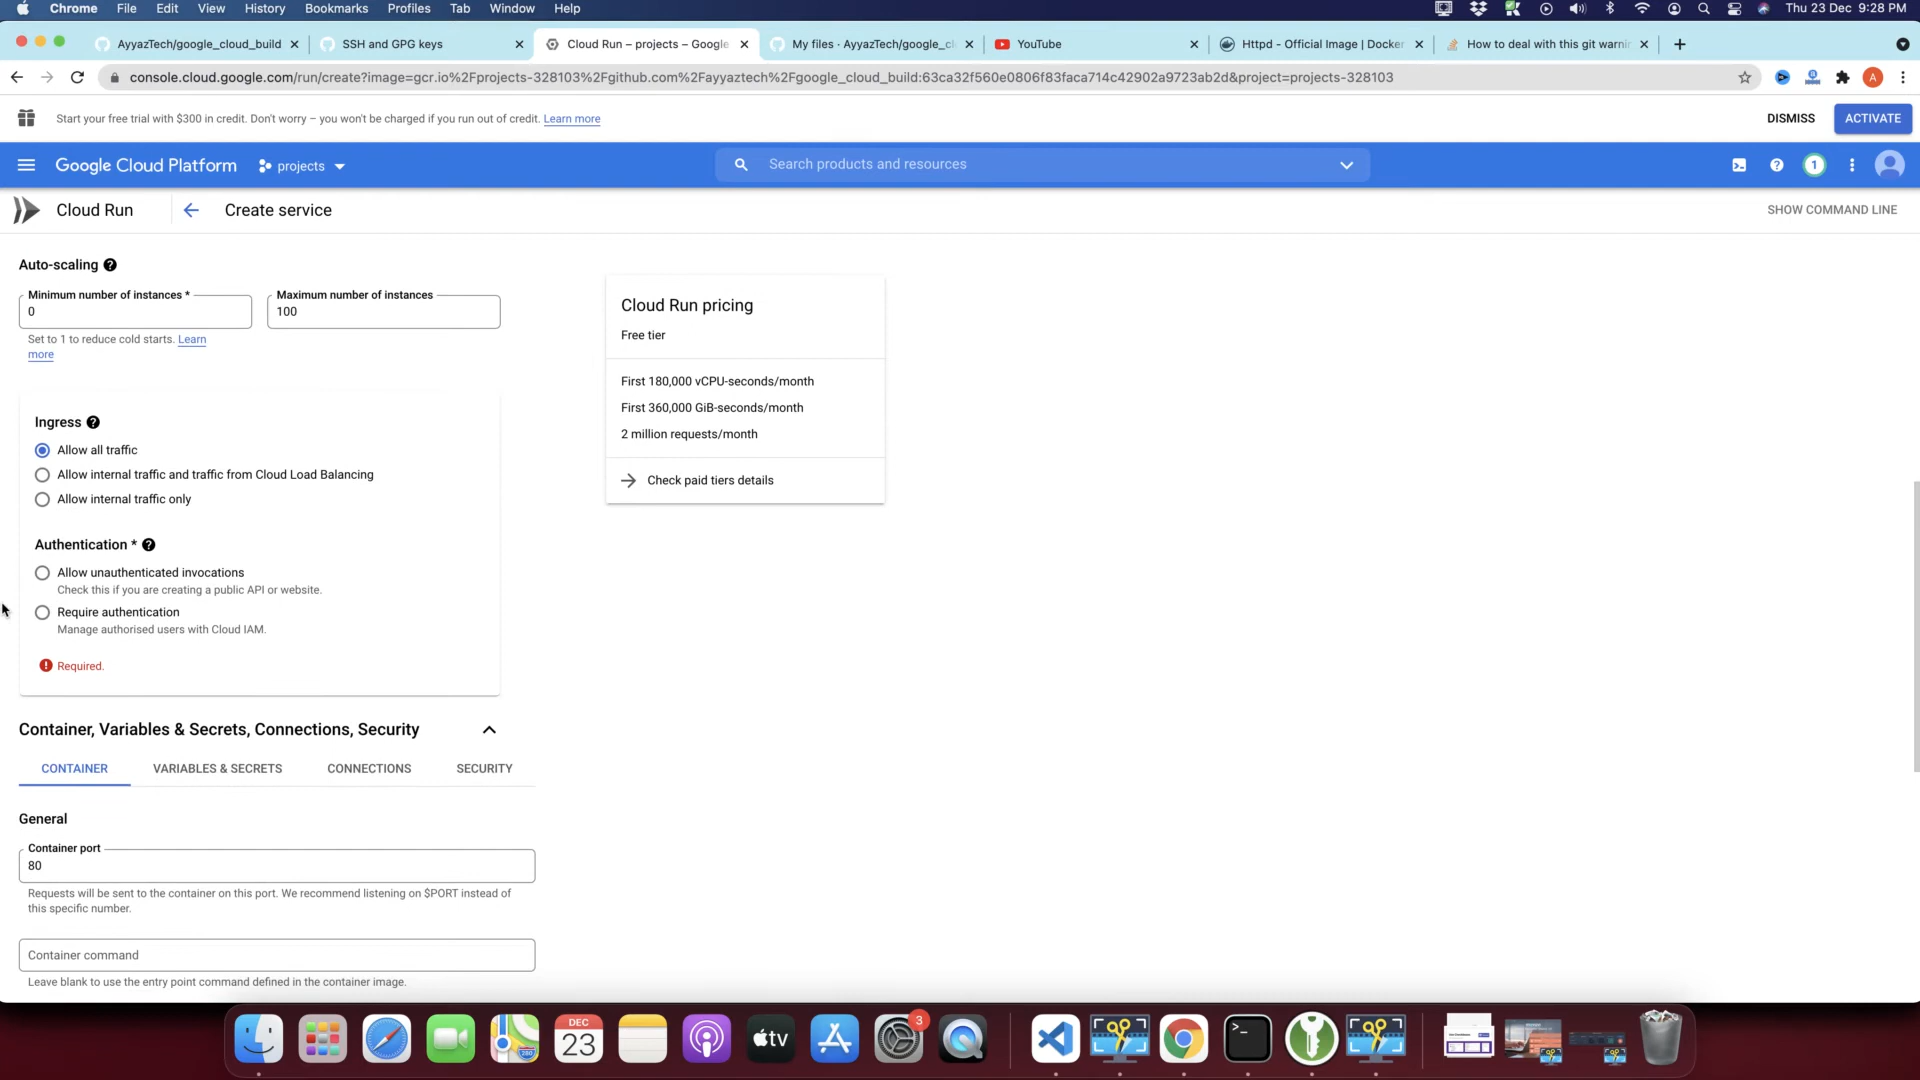 Chrome File Edit View History Bookmarks Profiles Tab Window Help Thu 23 Dec 9:28 PM
AyyazTech/google_cloud_build SSH and GPG keys Cloud Run – projects – Google My files · AyyazTech/google_cl YouTube Httpd - Official Image | Docker How to deal with this git warnin
console.cloud.google.com/run/create?image=gcr.io%2Fprojects-328103%2Fgithub.com%2Fayyaztech%2Fgoogle_cloud_build:63ca32f560e0806f83faca714c42902a9723ab2d&project=projects-328103 A
Start your free trial with $300 in credit. Don't worry – you won't be charged if you run out of credit. Learn more DISMISS ACTIVATE
Google Cloud Platform projects Search products and resources 1
Cloud Run Create service SHOW COMMAND LINE
Auto-scaling
Minimum number of instances * Maximum number of instances
0 100
Set to 1 to reduce cold starts. Learn
more
Cloud Run pricing
Free tier
First 180,000 vCPU-seconds/month
First 360,000 GiB-seconds/month
2 million requests/month
Check paid tiers details
Ingress
Allow all traffic
Allow internal traffic and traffic from Cloud Load Balancing
Allow internal traffic only
Authentication *
Allow unauthenticated invocations
Check this if you are creating a public API or website.
Require authentication
Manage authorised users with Cloud IAM.
Required.
Container, Variables & Secrets, Connections, Security
CONTAINER VARIABLES & SECRETS CONNECTIONS SECURITY
General
Container port
80
Requests will be sent to the container on this port. We recommend listening on $PORT instead of
this specific number.
Container command
Leave blank to use the entry point command defined in the container image.
DEC
23
tv
3
280